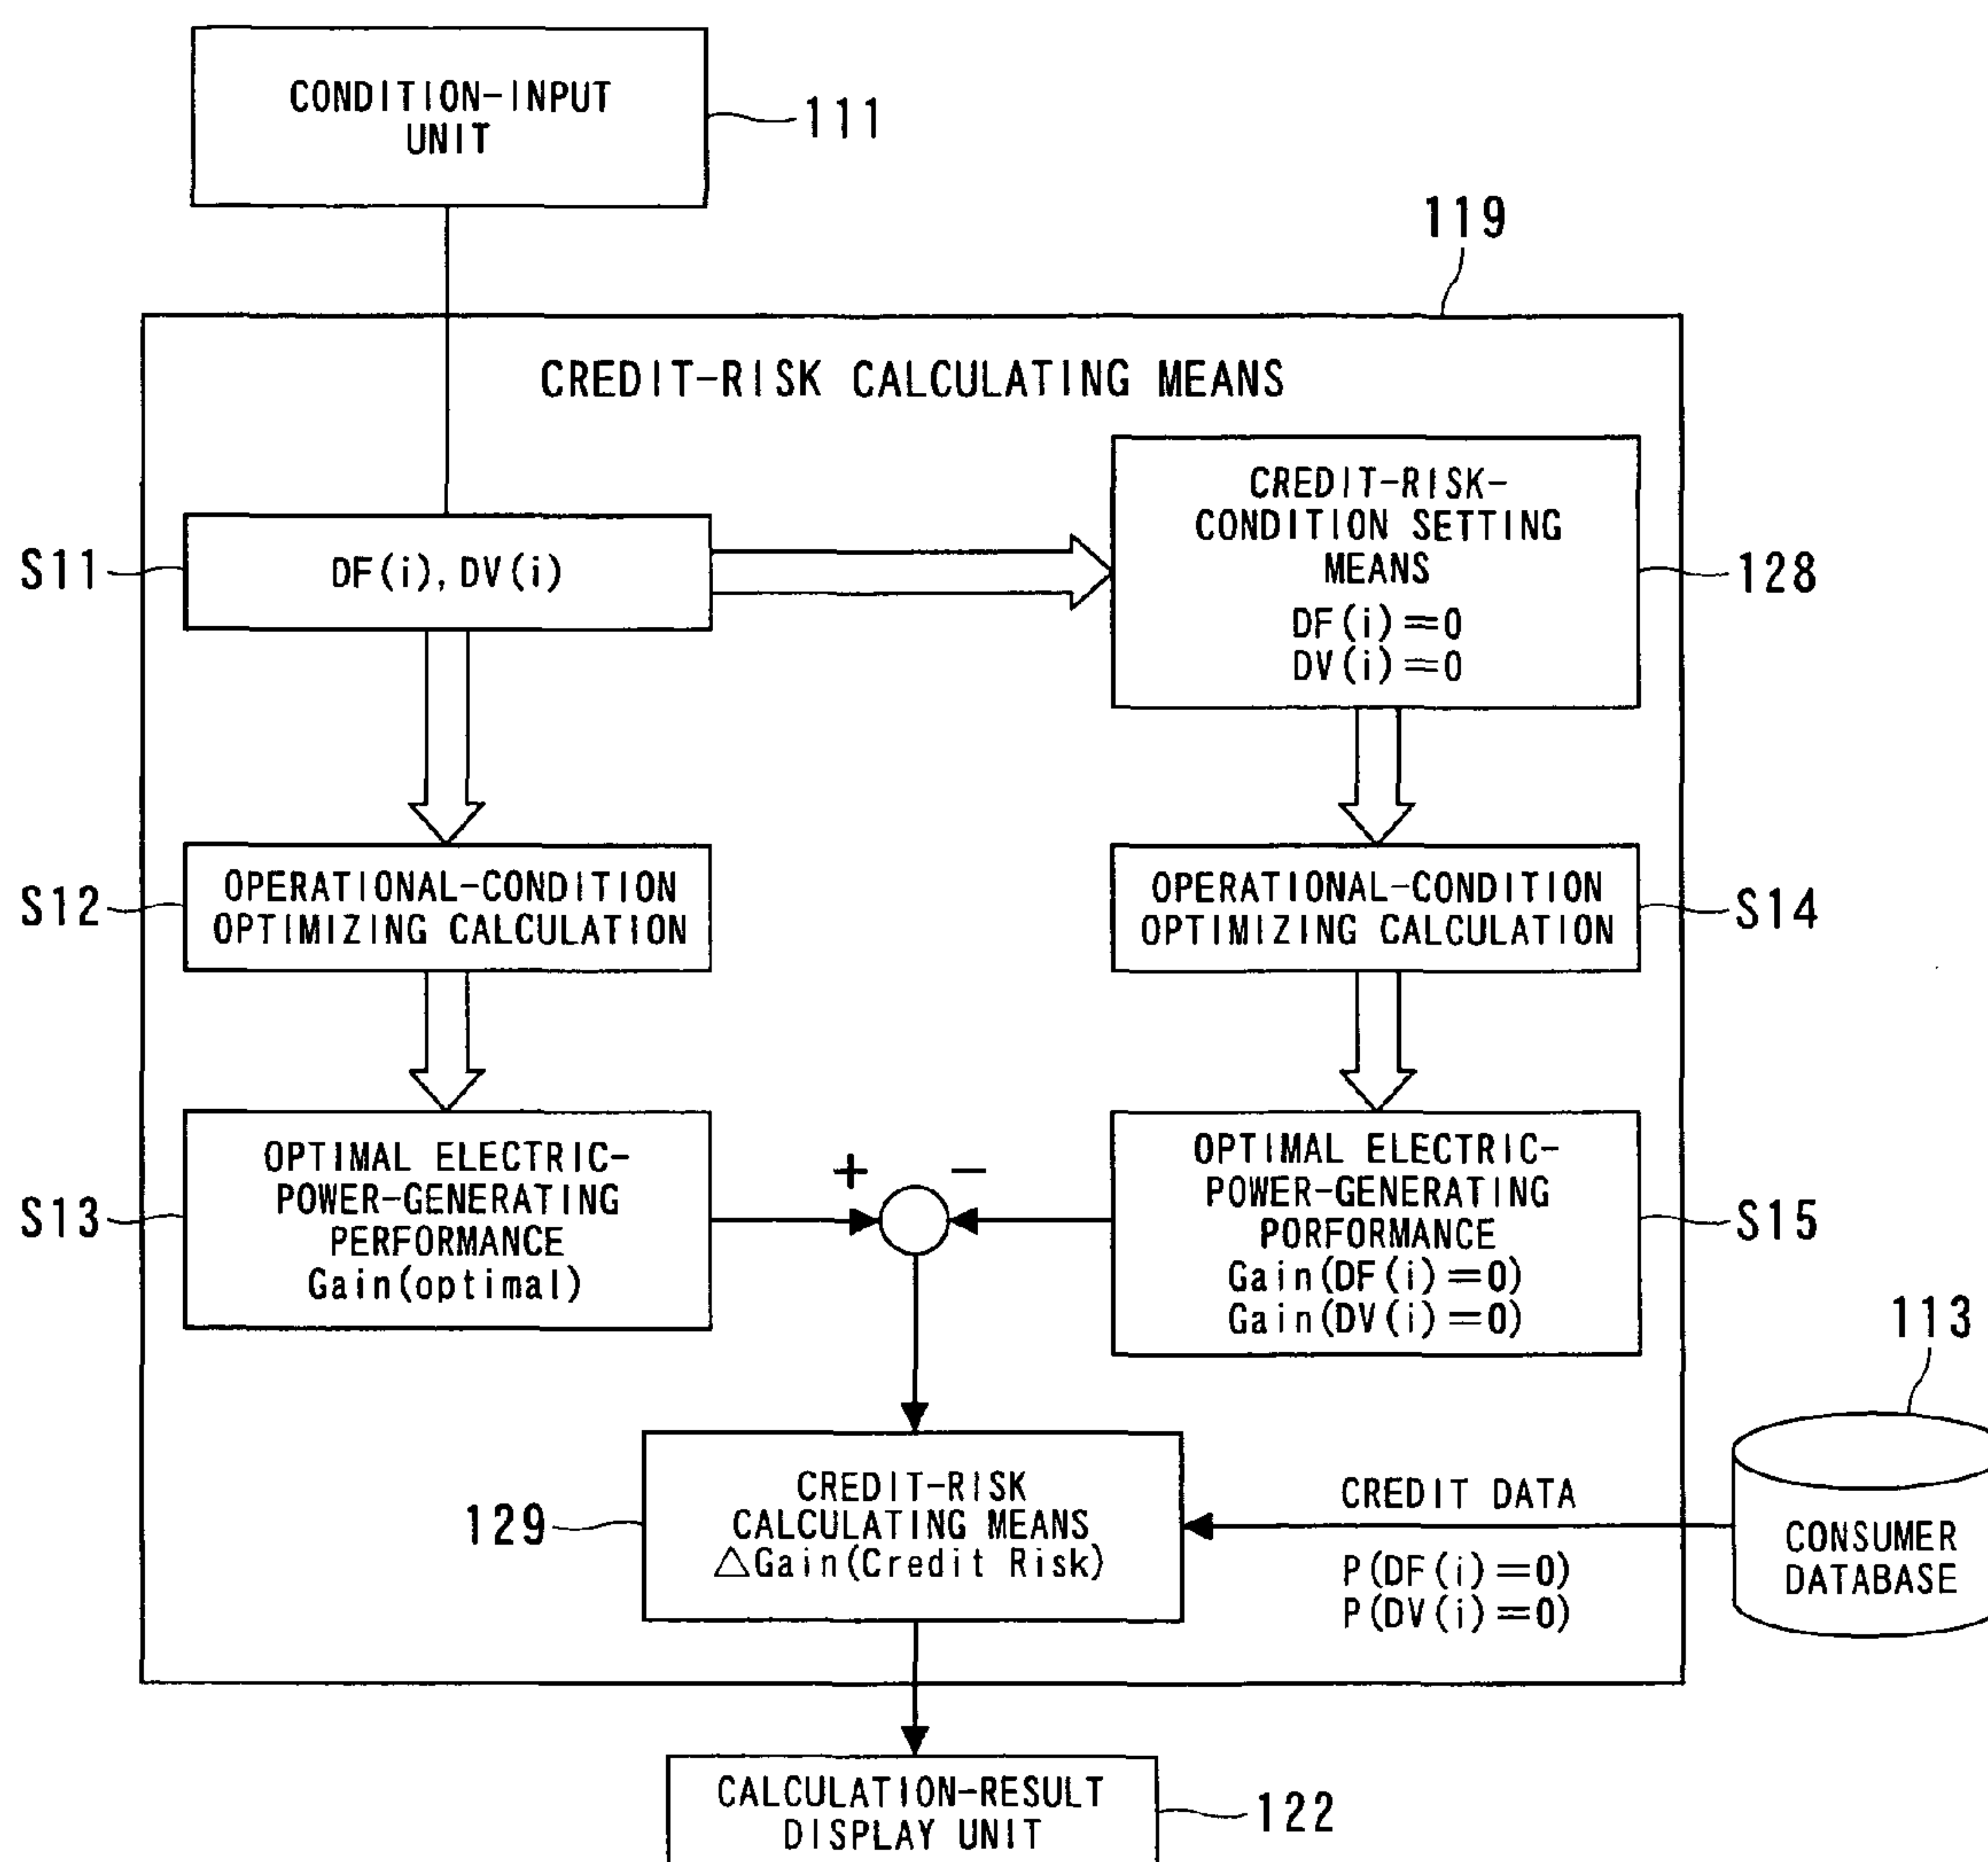 CONDITION-INPUT
UNIT
111
119
CREDIT-RISK CALCULATING MEANS
S11
DF(i), DV(i)
CREDIT-RISK-
CONDITION SETTING
MEANS
DF(i)=0
DV(i)=0
128
S12
OPERATIONAL-CONDITION
OPTIMIZING CALCULATION
OPERATIONAL-CONDITION
OPTIMIZING CALCULATION
S14
S13
OPTIMAL ELECTRIC-
POWER-GENERATING
PERFORMANCE
Gain(optimal)
+
−
OPTIMAL ELECTRIC-
POWER-GENERATING
PORFORMANCE
Gain(DF(i)=0)
Gain(DV(i)=0)
S15
113
129
CREDIT-RISK
CALCULATING MEANS
△Gain(Credit Risk)
CREDIT DATA
P(DF(i)=0)
P(DV(i)=0)
CONSUMER
DATABASE
CALCULATION-RESULT
DISPLAY UNIT
122